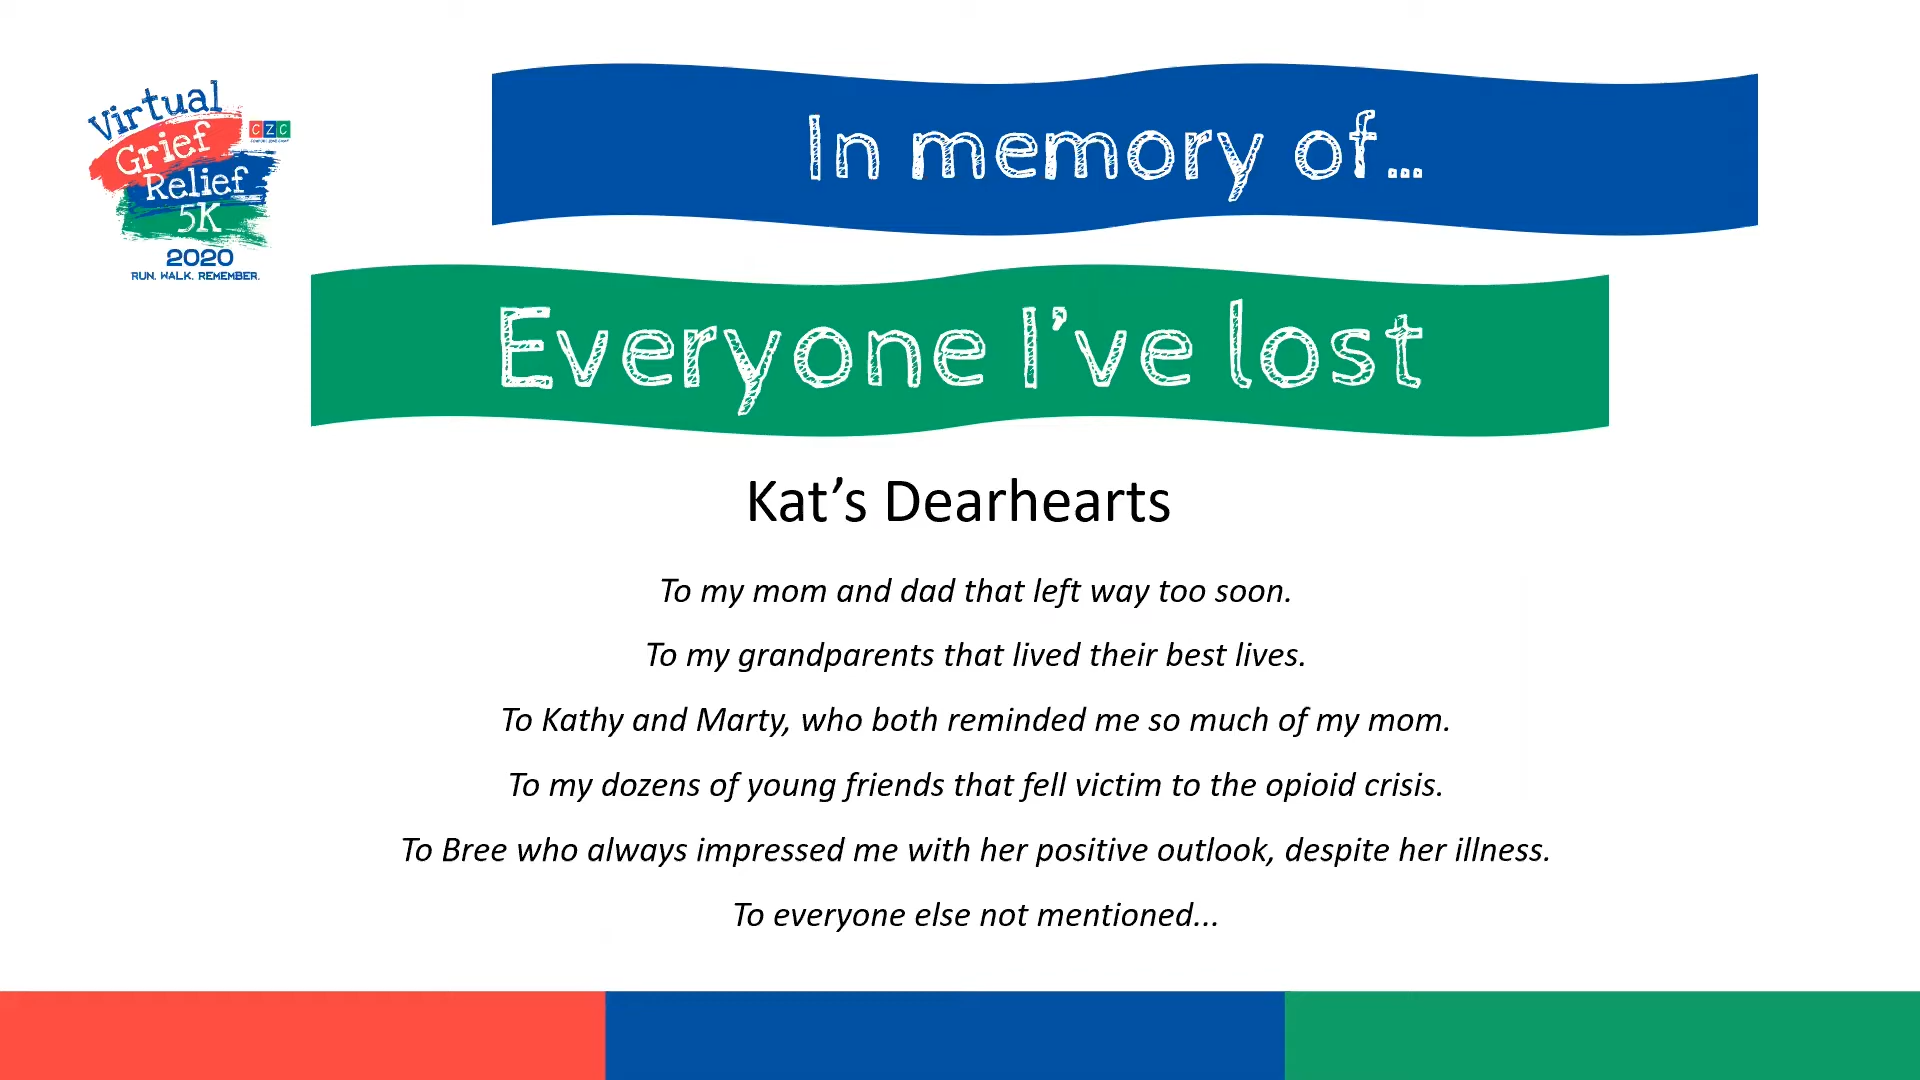 Virtual
Grief
CZC
COMFORT ZONE CAMP
Relief
5K
2020
RUN. WALK. REMEMBER.
In memory of...
Everyone I've lost
Kat's Dearhearts
To my mom and dad that left way too soon.
To my grandparents that lived their best lives.
To Kathy and Marty, who both reminded me so much of my mom.
To my dozens of young friends that fell victim to the opioid crisis.
To Bree who always impressed me with her positive outlook, despite her illness.
To everyone else not mentioned...